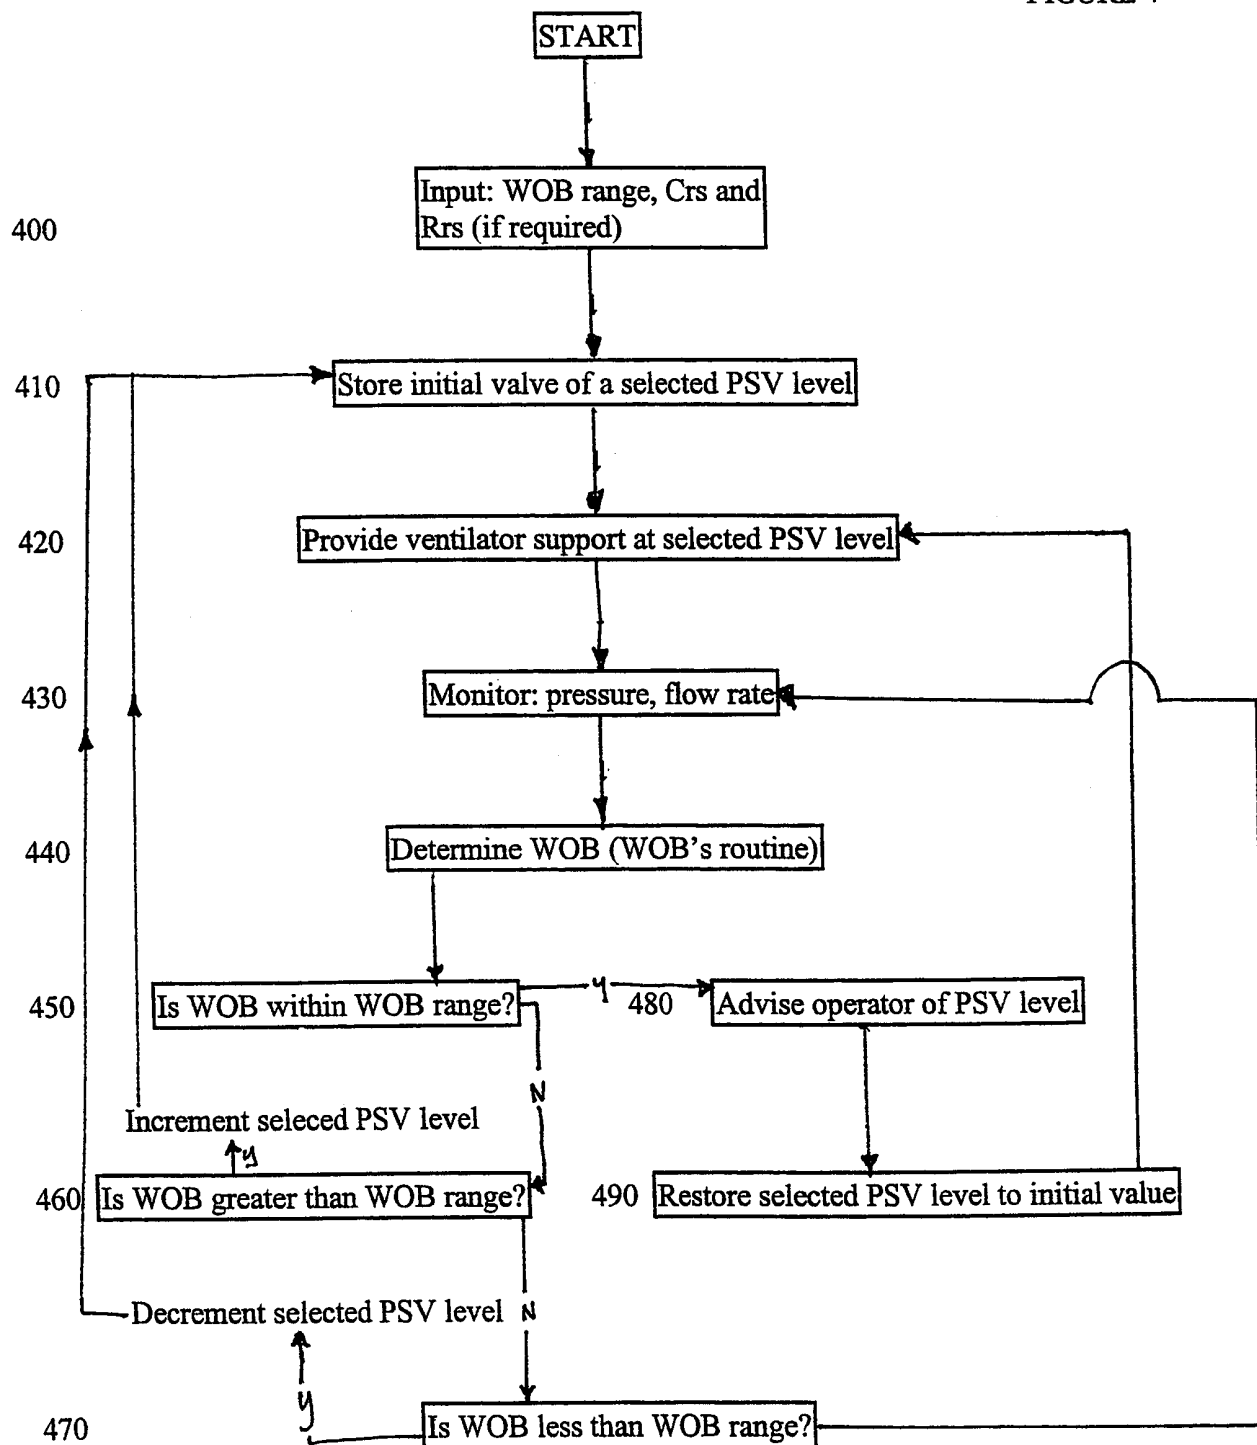 START
Input: WOB range, Crs and
Rrs (if required)
400
410
Store initial valve of a selected PSV level
420
Provide ventilator support at selected PSV level
430
Monitor: pressure, flow rate
440
Determine WOB (WOB's routine)
450
Is WOB within WOB range?
y
480
Advise operator of PSV level
N
Increment seleced PSV level
y
460
Is WOB greater than WOB range?
490
Restore selected PSV level to initial value
Decrement selected PSV level
N
y
470
Is WOB less than WOB range?